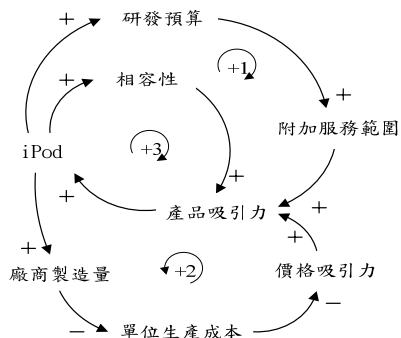 研發預算
+
+
+1
相容性
+
附加服務範圍
+3
iPod
+
+
產品吸引力
+
+
+
+2
廠商製造量
價格吸引力
−
−
單位生產成本